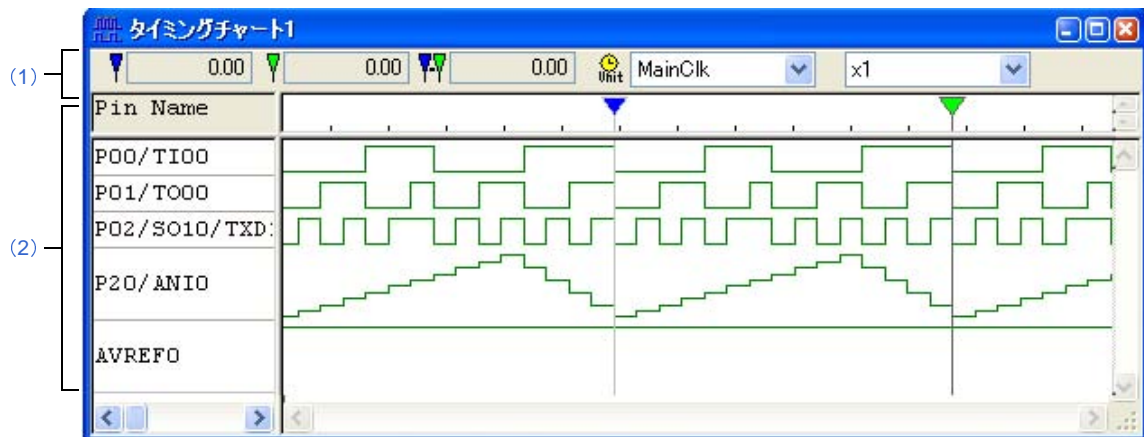 タイミングチャート1
(1)
0.00 0.00 0.00 Unit MainClk x1
Pin Name
(2)
P00/TI00
P01/TO00
P02/SO10/TXD1
P20/ANI0
AVREF0